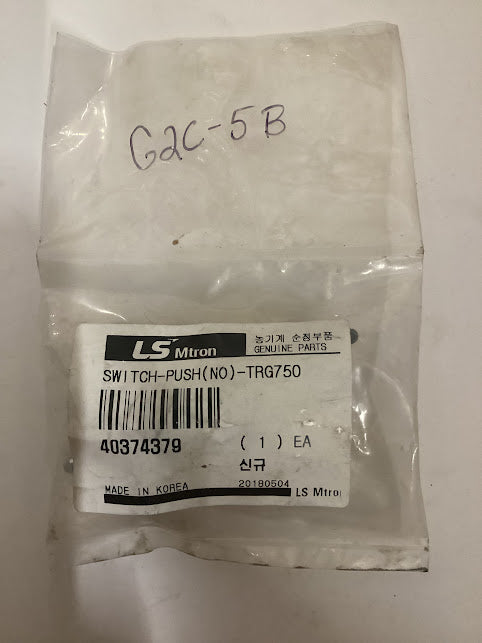 G2C-5B
LS Mtron
농기계 순정부품
GENUINE PARTS
SWITCH-PUSH(NO)-TRG750
40374379
( 1 ) EA
신규
MADE IN KOREA
20180504
LS Mtro